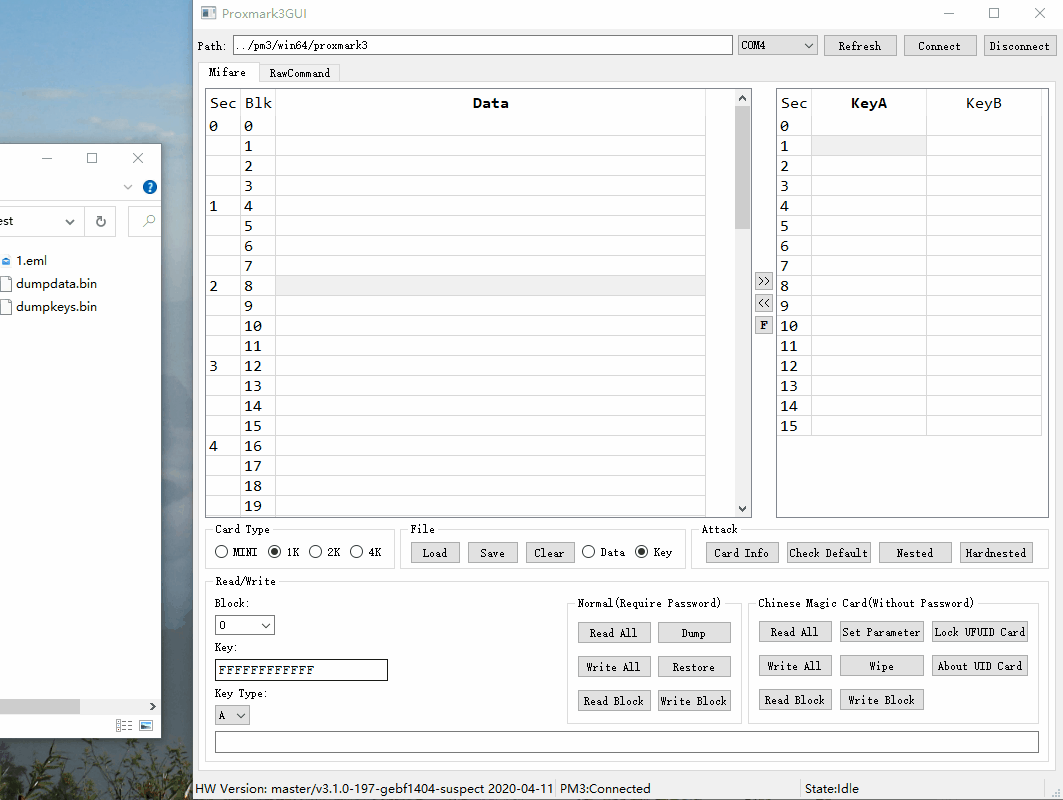 Proxmark3GUI
Path: ../pm3/win64/proxmark3 COM4 Refresh Connect Disconnect
Mifare RawCommand
Sec Blk Data Sec KeyA KeyB
0 0 0
1 1
2 2
3 3
1 4 4
5 5
6 6
7 7
2 8 8
9 9
10 10
11 11
3 12 12
13 13
14 14
15 15
4 16
17
18
19
>>
<<
F
est
1.eml
dumpdata.bin
dumpkeys.bin
Card Type File Attack
MINI 1K 2K 4K Load Save Clear Data Key Card Info Check Default Nested Hardnested
Read/Write
Block:
0
Key:
FFFFFFFFFFFF
Key Type:
A
Normal(Require Password)
Read All Dump
Write All Restore
Read Block Write Block
Chinese Magic Card(Without Password)
Read All Set Parameter Lock UFUID Card
Write All Wipe About UID Card
Read Block Write Block
HW Version: master/v3.1.0-197-gebf1404-suspect 2020-04-11 PM3:Connected State:Idle